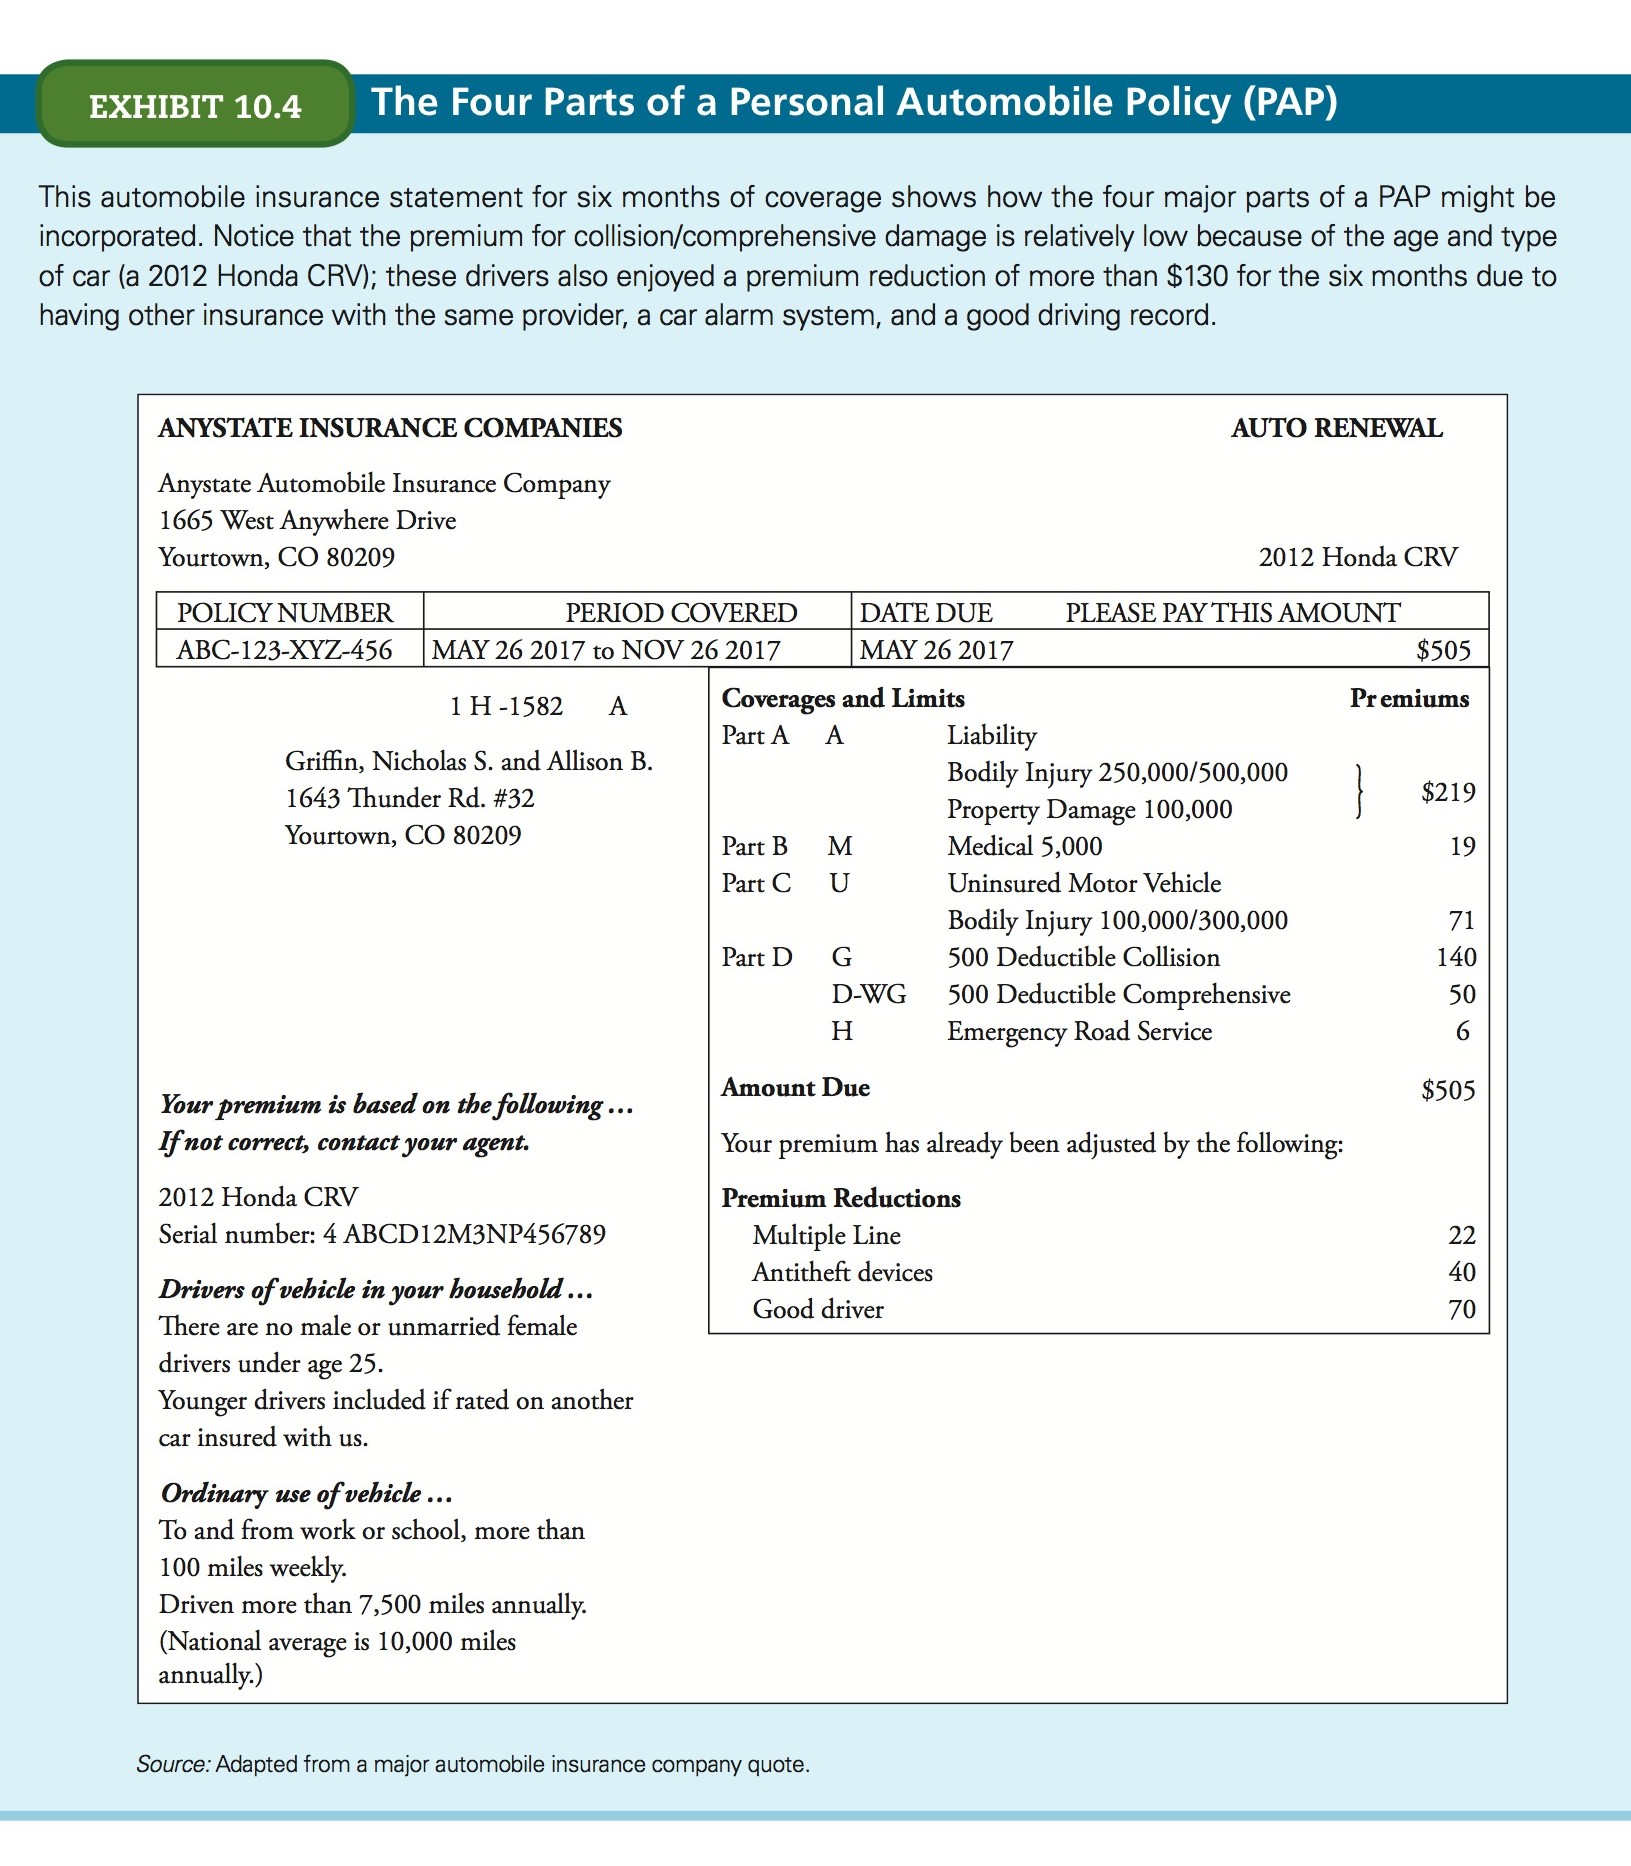 EXHIBIT 10.4 The Four Parts of a Personal Automobile Policy (PAP)
This automobile insurance statement for six months of coverage shows how the four major parts of a PAP might be
incorporated. Notice that the premium for collision/comprehensive damage is relatively low because of the age and type
of car (a 2012 Honda CRV); these drivers also enjoyed a premium reduction of more than $130 for the six months due to
having other insurance with the same provider, a car alarm system, and a good driving record.
ANYSTATE INSURANCE COMPANIES AUTO RENEWAL
Anystate Automobile Insurance Company
1665 West Anywhere Drive
Yourtown, CO 80209 2012 Honda CRV
POLICY NUMBER PERIOD COVERED DATE DUE PLEASE PAY THIS AMOUNT
ABC-123-XYZ-456 MAY 26 2017 to NOV 26 2017 MAY 26 2017 $505
1 H -1582 A
Griffin, Nicholas S. and Allison B.
1643 Thunder Rd. #32
Yourtown, CO 80209
Your premium is based on the following ...
If not correct, contact your agent.
2012 Honda CRV
Serial number: 4 ABCD12M3NP456789
Drivers of vehicle in your household ...
There are no male or unmarried female
drivers under age 25.
Younger drivers included if rated on another
car insured with us.
Ordinary use of vehicle ...
To and from work or school, more than
100 miles weekly.
Driven more than 7,500 miles annually.
(National average is 10,000 miles
annually.)
Coverages and Limits Premiums
Part A A Liability
Bodily Injury 250,000/500,000
Property Damage 100,000 } $219
Part B M Medical 5,000 19
Part C U Uninsured Motor Vehicle
Bodily Injury 100,000/300,000 71
Part D G 500 Deductible Collision 140
D-WG 500 Deductible Comprehensive 50
H Emergency Road Service 6
Amount Due $505
Your premium has already been adjusted by the following:
Premium Reductions
Multiple Line 22
Antitheft devices 40
Good driver 70
Source: Adapted from a major automobile insurance company quote.